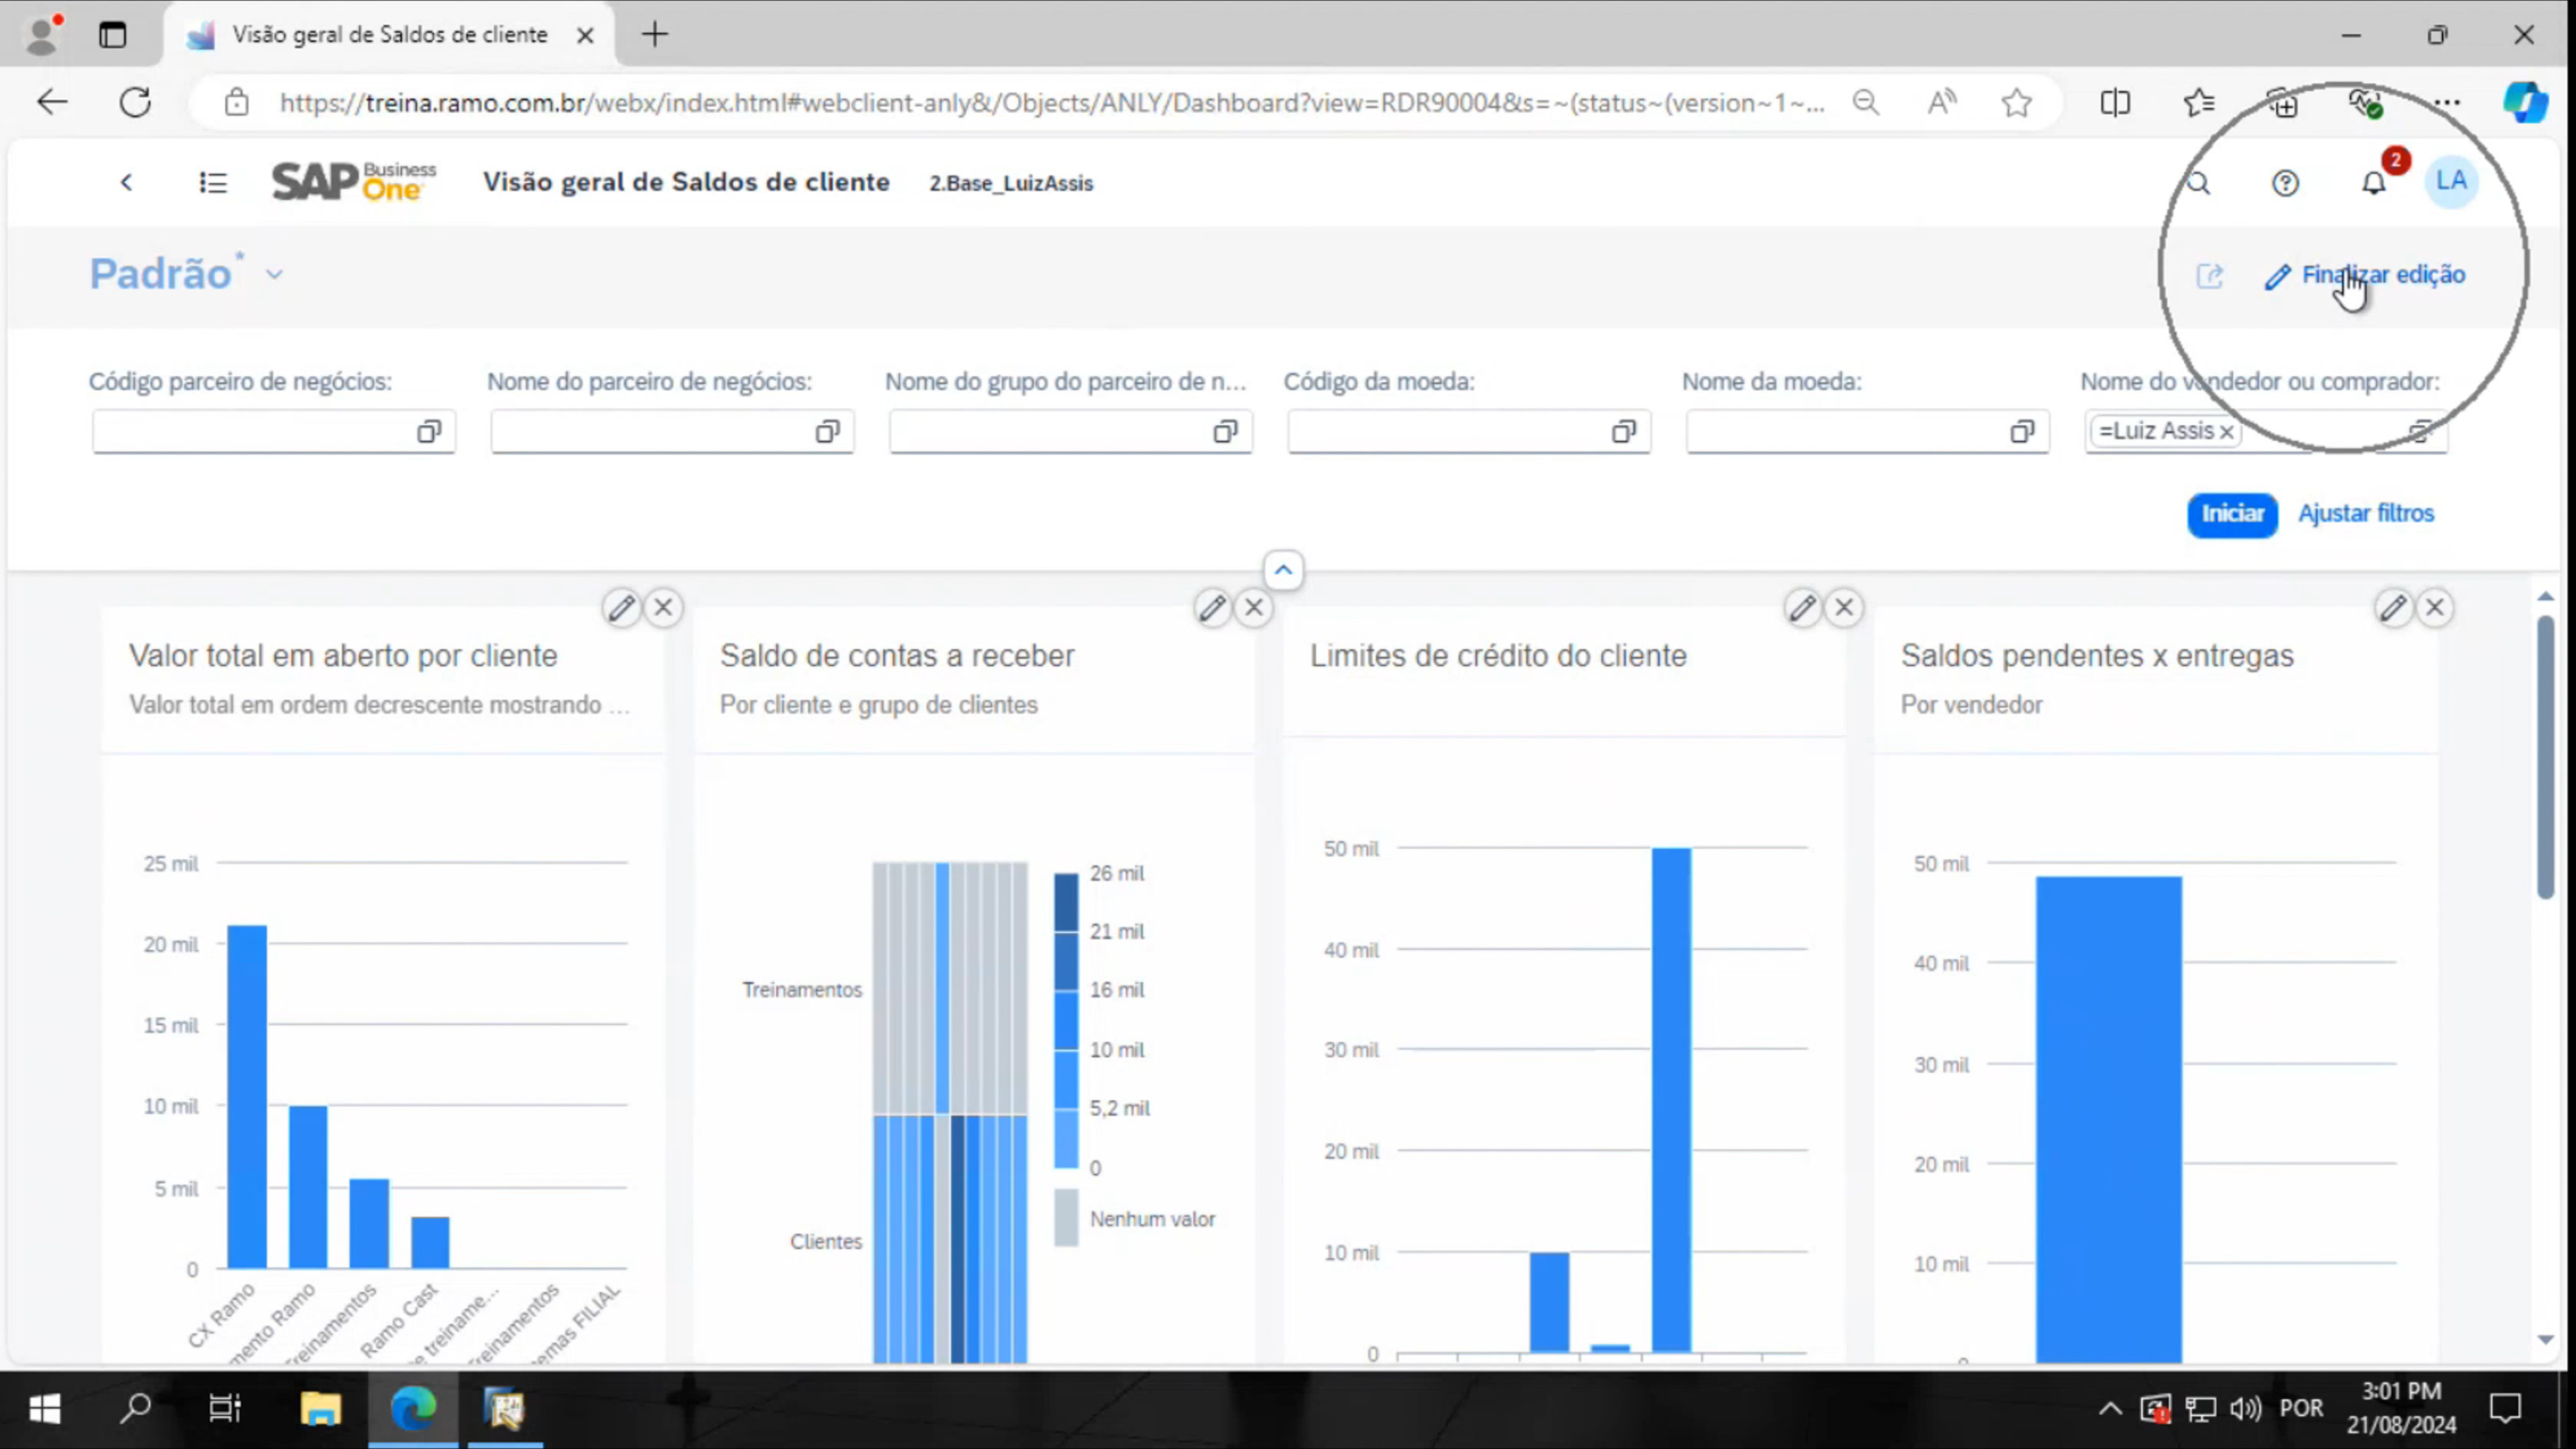 Visão geral de Saldos de cliente
https://treina.ramo.com.br/webx/index.html#webclient-anly&/Objects/ANLY/Dashboard?view=RDR90004&s=~(status~(version~1~...
SAP Business One
Visão geral de Saldos de cliente
2.Base_LuizAssis
2
LA
Padrão*
Finalizar edição
Código parceiro de negócios:
Nome do parceiro de negócios:
Nome do grupo do parceiro de n...
Código da moeda:
Nome da moeda:
Nome do vendedor ou comprador:
=Luiz Assis
Iniciar
Ajustar filtros
Valor total em aberto por cliente
Valor total em ordem decrescente mostrando ...
25 mil
20 mil
15 mil
10 mil
5 mil
0
CX Ramo
mento Ramo
Treinamentos
Ramo Cast
e treiname...
Treinamentos
emas FILIAL
Saldo de contas a receber
Por cliente e grupo de clientes
Treinamentos
Clientes
26 mil
21 mil
16 mil
10 mil
5,2 mil
0
Nenhum valor
Limites de crédito do cliente
50 mil
40 mil
30 mil
20 mil
10 mil
0
Saldos pendentes x entregas
Por vendedor
50 mil
40 mil
30 mil
20 mil
10 mil
0
POR
3:01 PM
21/08/2024